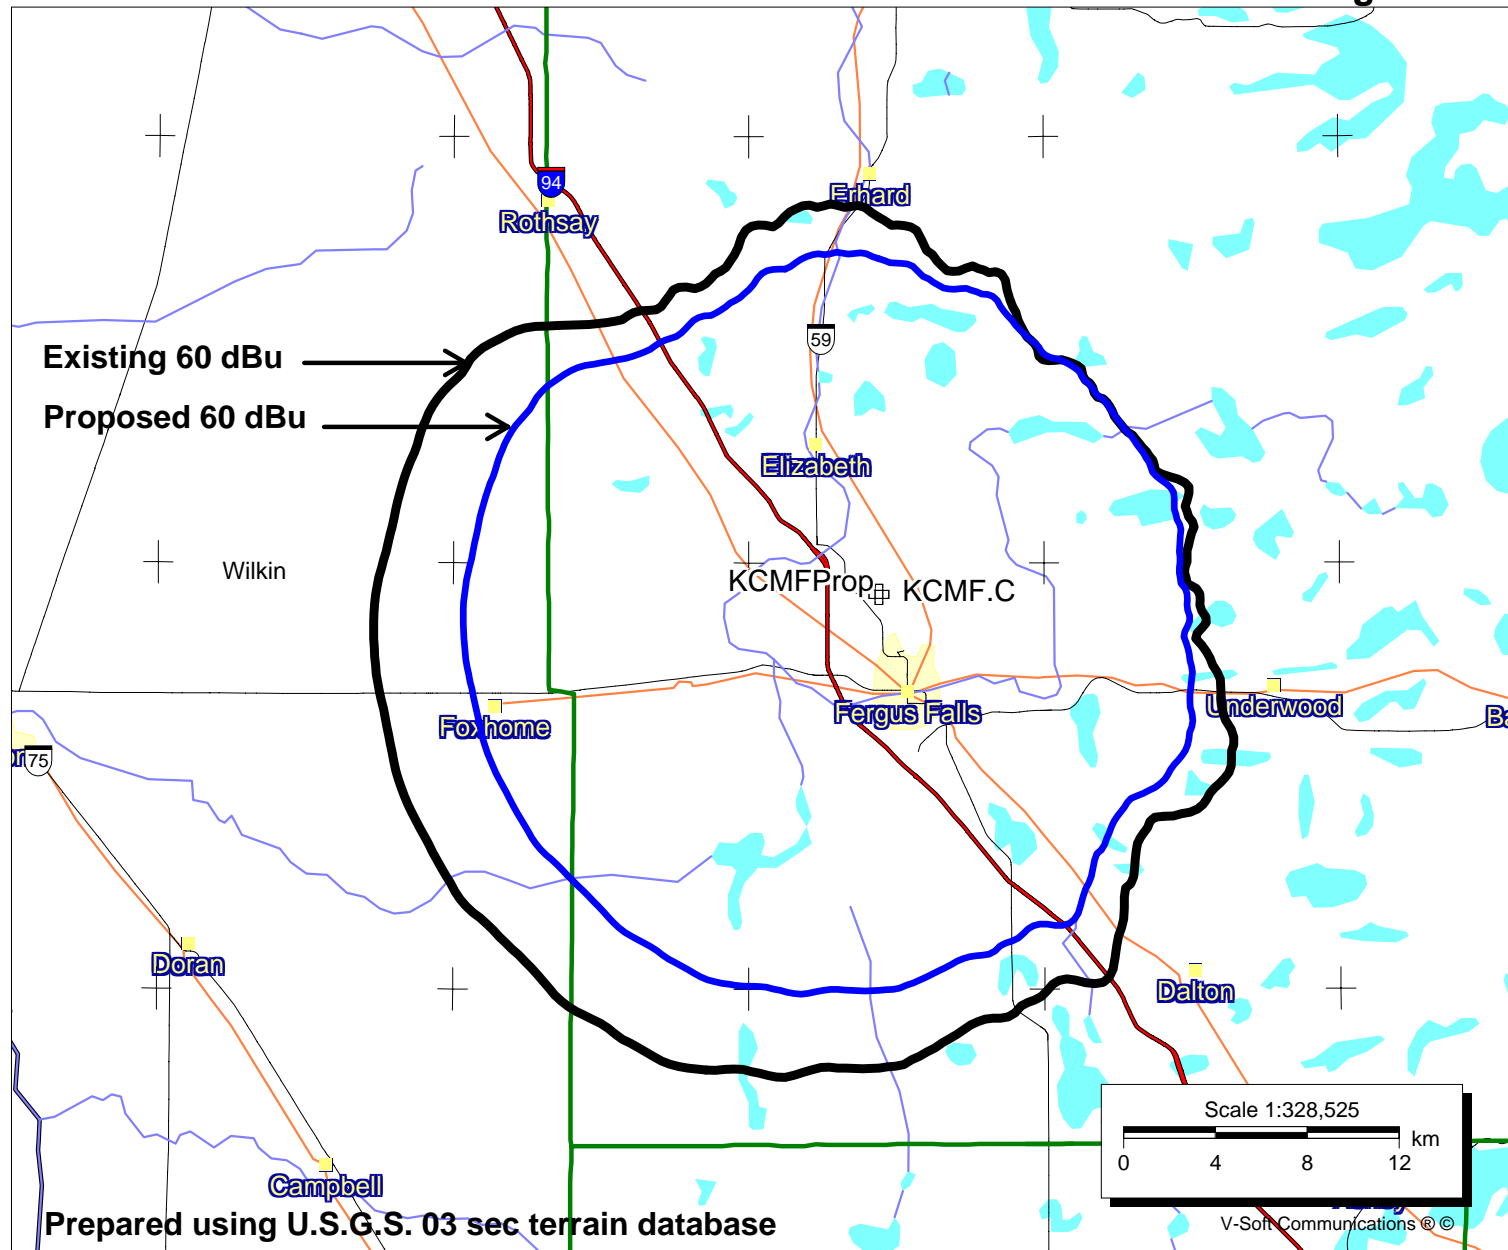 94
Rothsay
Erhard
59
Existing 60 dBu
Proposed 60 dBu
Elizabeth
Wilkin
KCMFProp
KCMF.C
Foxhome
Fergus Falls
Underwood
75
Doran
Dalton
Campbell
Scale 1:328,525
km
0 4 8 12
Prepared using U.S.G.S. 03 sec terrain database
V-Soft Communications ® ©